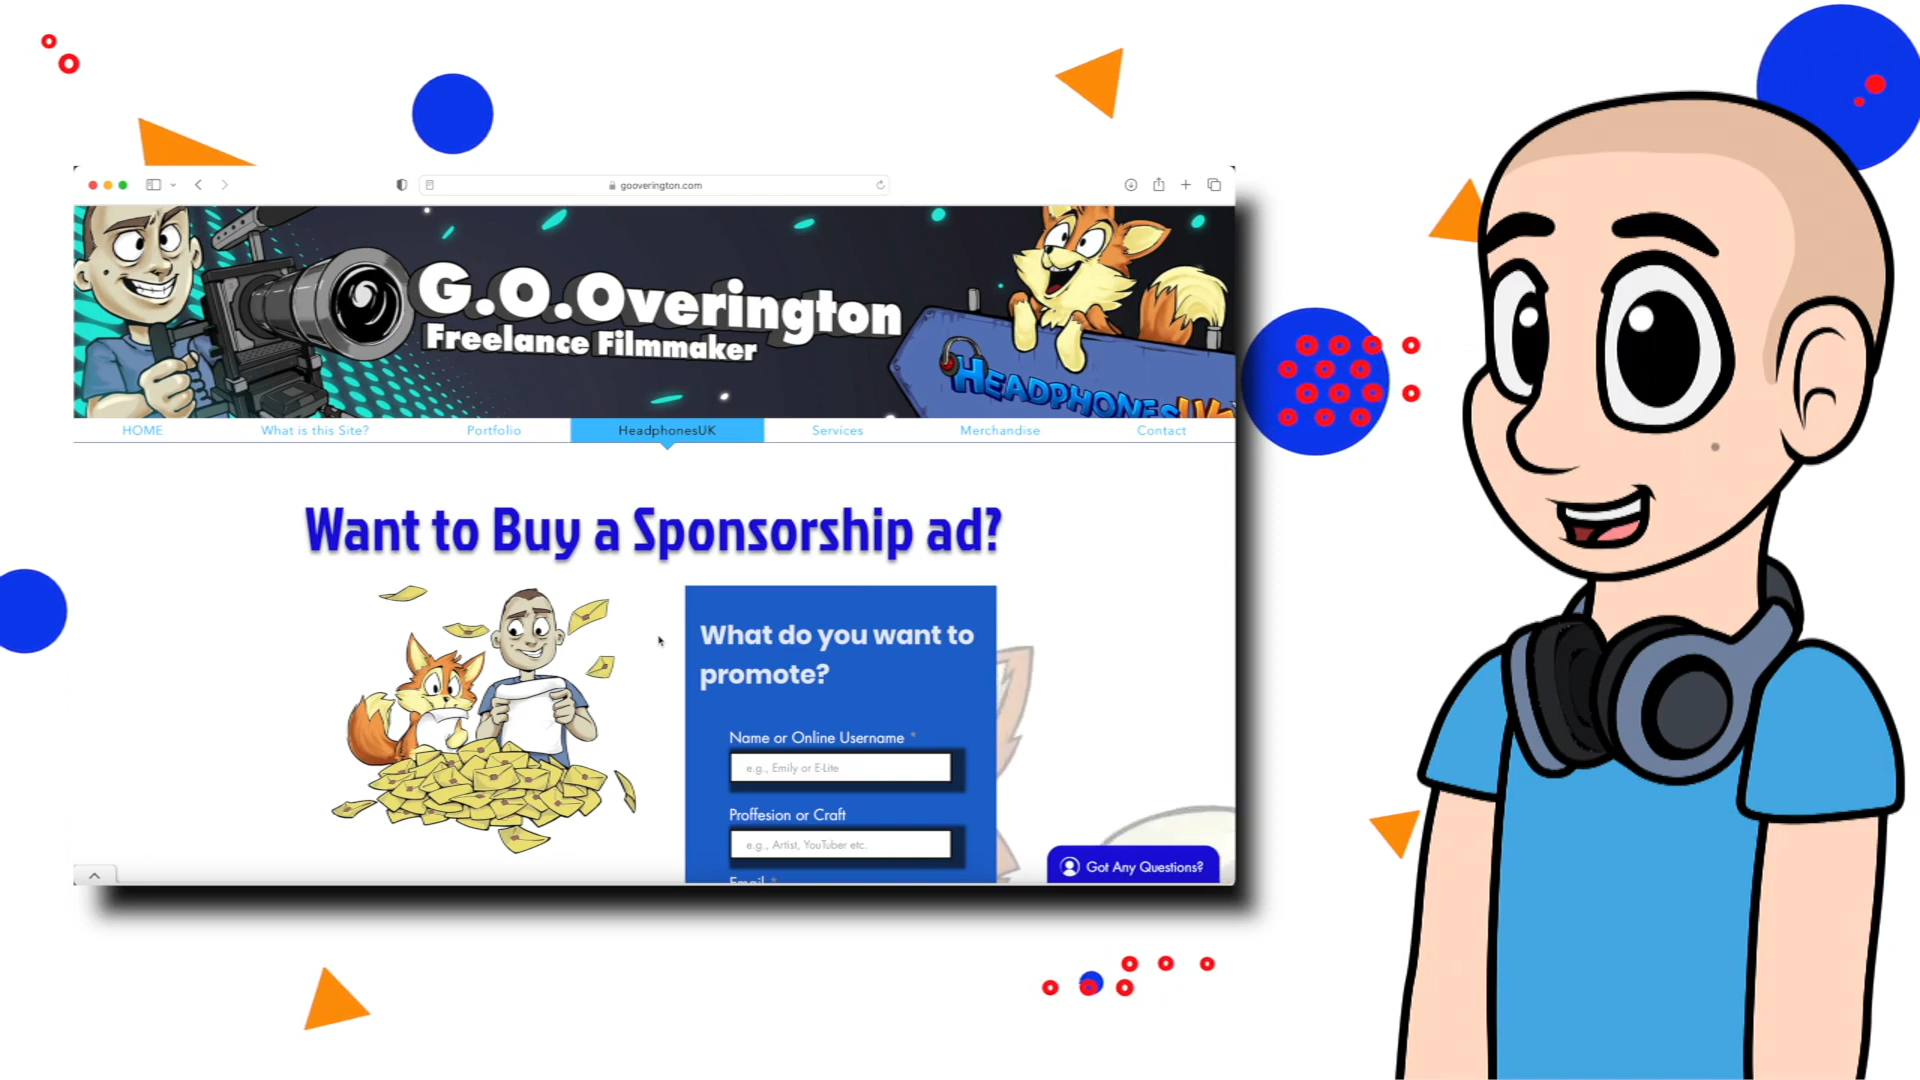 gooverington.com
G.O.Overington
Freelance Filmmaker
HEADPHONESUK
HOME
What is this Site?
Portfolio
HeadphonesUK
Services
Merchandise
Contact
Want to Buy a Sponsorship ad?
What do you want to
promote?
Name or Online Username *
e.g., Emily or E-Lite
Proffesion or Craft
e.g., Artist, YouTuber etc.
Email *
Got Any Questions?